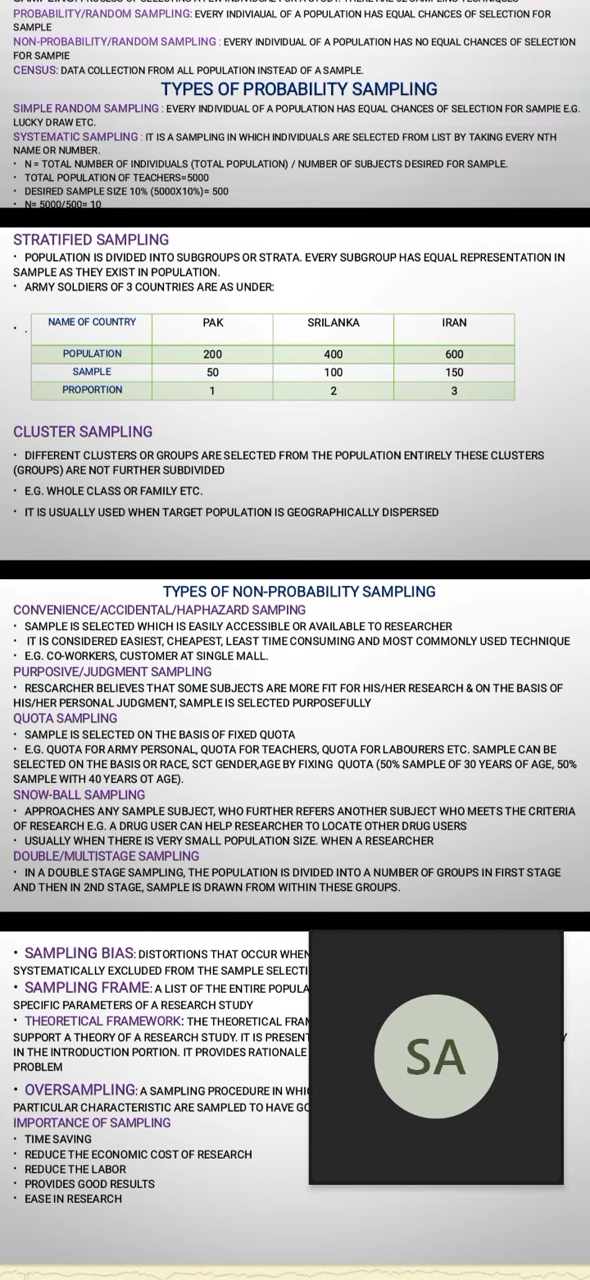 PROBABILITY/RANDOM SAMPLING: EVERY INDIVIAUAL OF A POPULATION HAS EQUAL CHANCES OF SELECTION FOR
SAMPLE
NON-PROBABILITY/RANDOM SAMPLING : EVERY INDIVIDUAL OF A POPULATION HAS NO EQUAL CHANCES OF SELECTION
FOR SAMPIE
CENSUS: DATA COLLECTION FROM ALL POPULATION INSTEAD OF A SAMPLE.
TYPES OF PROBABILITY SAMPLING
SIMPLE RANDOM SAMPLING : EVERY INDIVIDUAL OF A POPULATION HAS EQUAL CHANCES OF SELECTION FOR SAMPIE E.G.
LUCKY DRAW ETC.
SYSTEMATIC SAMPLING : IT IS A SAMPLING IN WHICH INDIVIDUALS ARE SELECTED FROM LIST BY TAKING EVERY NTH
NAME OR NUMBER.
• N = TOTAL NUMBER OF INDIVIDUALS (TOTAL POPULATION) / NUMBER OF SUBJECTS DESIRED FOR SAMPLE.
• TOTAL POPULATION OF TEACHERS=5000
• DESIRED SAMPLE SIZE 10% (5000X10%)= 500
• N= 5000/500= 10
STRATIFIED SAMPLING
• POPULATION IS DIVIDED INTO SUBGROUPS OR STRATA. EVERY SUBGROUP HAS EQUAL REPRESENTATION IN
SAMPLE AS THEY EXIST IN POPULATION.
• ARMY SOLDIERS OF 3 COUNTRIES ARE AS UNDER:
• .
NAME OF COUNTRY PAK SRILANKA IRAN
POPULATION 200 400 600
SAMPLE 50 100 150
PROPORTION 1 2 3
CLUSTER SAMPLING
• DIFFERENT CLUSTERS OR GROUPS ARE SELECTED FROM THE POPULATION ENTIRELY THESE CLUSTERS
(GROUPS) ARE NOT FURTHER SUBDIVIDED
• E.G. WHOLE CLASS OR FAMILY ETC.
• IT IS USUALLY USED WHEN TARGET POPULATION IS GEOGRAPHICALLY DISPERSED
TYPES OF NON-PROBABILITY SAMPLING
CONVENIENCE/ACCIDENTAL/HAPHAZARD SAMPING
• SAMPLE IS SELECTED WHICH IS EASILY ACCESSIBLE OR AVAILABLE TO RESEARCHER
• IT IS CONSIDERED EASIEST, CHEAPEST, LEAST TIME CONSUMING AND MOST COMMONLY USED TECHNIQUE
• E.G. CO-WORKERS, CUSTOMER AT SINGLE MALL.
PURPOSIVE/JUDGMENT SAMPLING
• RESCARCHER BELIEVES THAT SOME SUBJECTS ARE MORE FIT FOR HIS/HER RESEARCH & ON THE BASIS OF
HIS/HER PERSONAL JUDGMENT, SAMPLE IS SELECTED PURPOSEFULLY
QUOTA SAMPLING
• SAMPLE IS SELECTED ON THE BASIS OF FIXED QUOTA
• E.G. QUOTA FOR ARMY PERSONAL, QUOTA FOR TEACHERS, QUOTA FOR LABOURERS ETC. SAMPLE CAN BE
SELECTED ON THE BASIS OR RACE, SCT GENDER,AGE BY FIXING QUOTA (50% SAMPLE OF 30 YEARS OF AGE, 50%
SAMPLE WITH 40 YEARS OT AGE).
SNOW-BALL SAMPLING
• APPROACHES ANY SAMPLE SUBJECT, WHO FURTHER REFERS ANOTHER SUBJECT WHO MEETS THE CRITERIA
OF RESEARCH E.G. A DRUG USER CAN HELP RESEARCHER TO LOCATE OTHER DRUG USERS
• USUALLY WHEN THERE IS VERY SMALL POPULATION SIZE. WHEN A RESEARCHER
DOUBLE/MULTISTAGE SAMPLING
• IN A DOUBLE STAGE SAMPLING, THE POPULATION IS DIVIDED INTO A NUMBER OF GROUPS IN FIRST STAGE
AND THEN IN 2ND STAGE, SAMPLE IS DRAWN FROM WITHIN THESE GROUPS.
• SAMPLING BIAS: DISTORTIONS THAT OCCUR WHEN
SYSTEMATICALLY EXCLUDED FROM THE SAMPLE
• SAMPLING FRAME: A LIST OF THE ENTIRE
SPECIFIC PARAMETERS OF A RESEARCH STUDY
• THEORETICAL FRAMEWORK: THE THEORETICAL
SUPPORT A THEORY OF A RESEARCH STUDY. IT IS
IN THE INTRODUCTION PORTION. IT PROVIDES RATIONALE
PROBLEM
• OVERSAMPLING: A SAMPLING PROCEDURE IN
PARTICULAR CHARACTERISTIC ARE SAMPLED TO HAVE
IMPORTANCE OF SAMPLING
• TIME SAVING
• REDUCE THE ECONOMIC COST OF RESEARCH
• REDUCE THE LABOR
• PROVIDES GOOD RESULTS
• EASE IN RESEARCH
SA